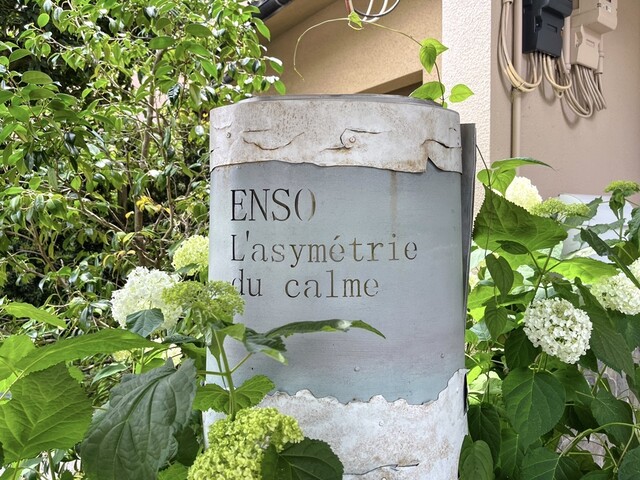 ENSO
L'asymétrie
du calme